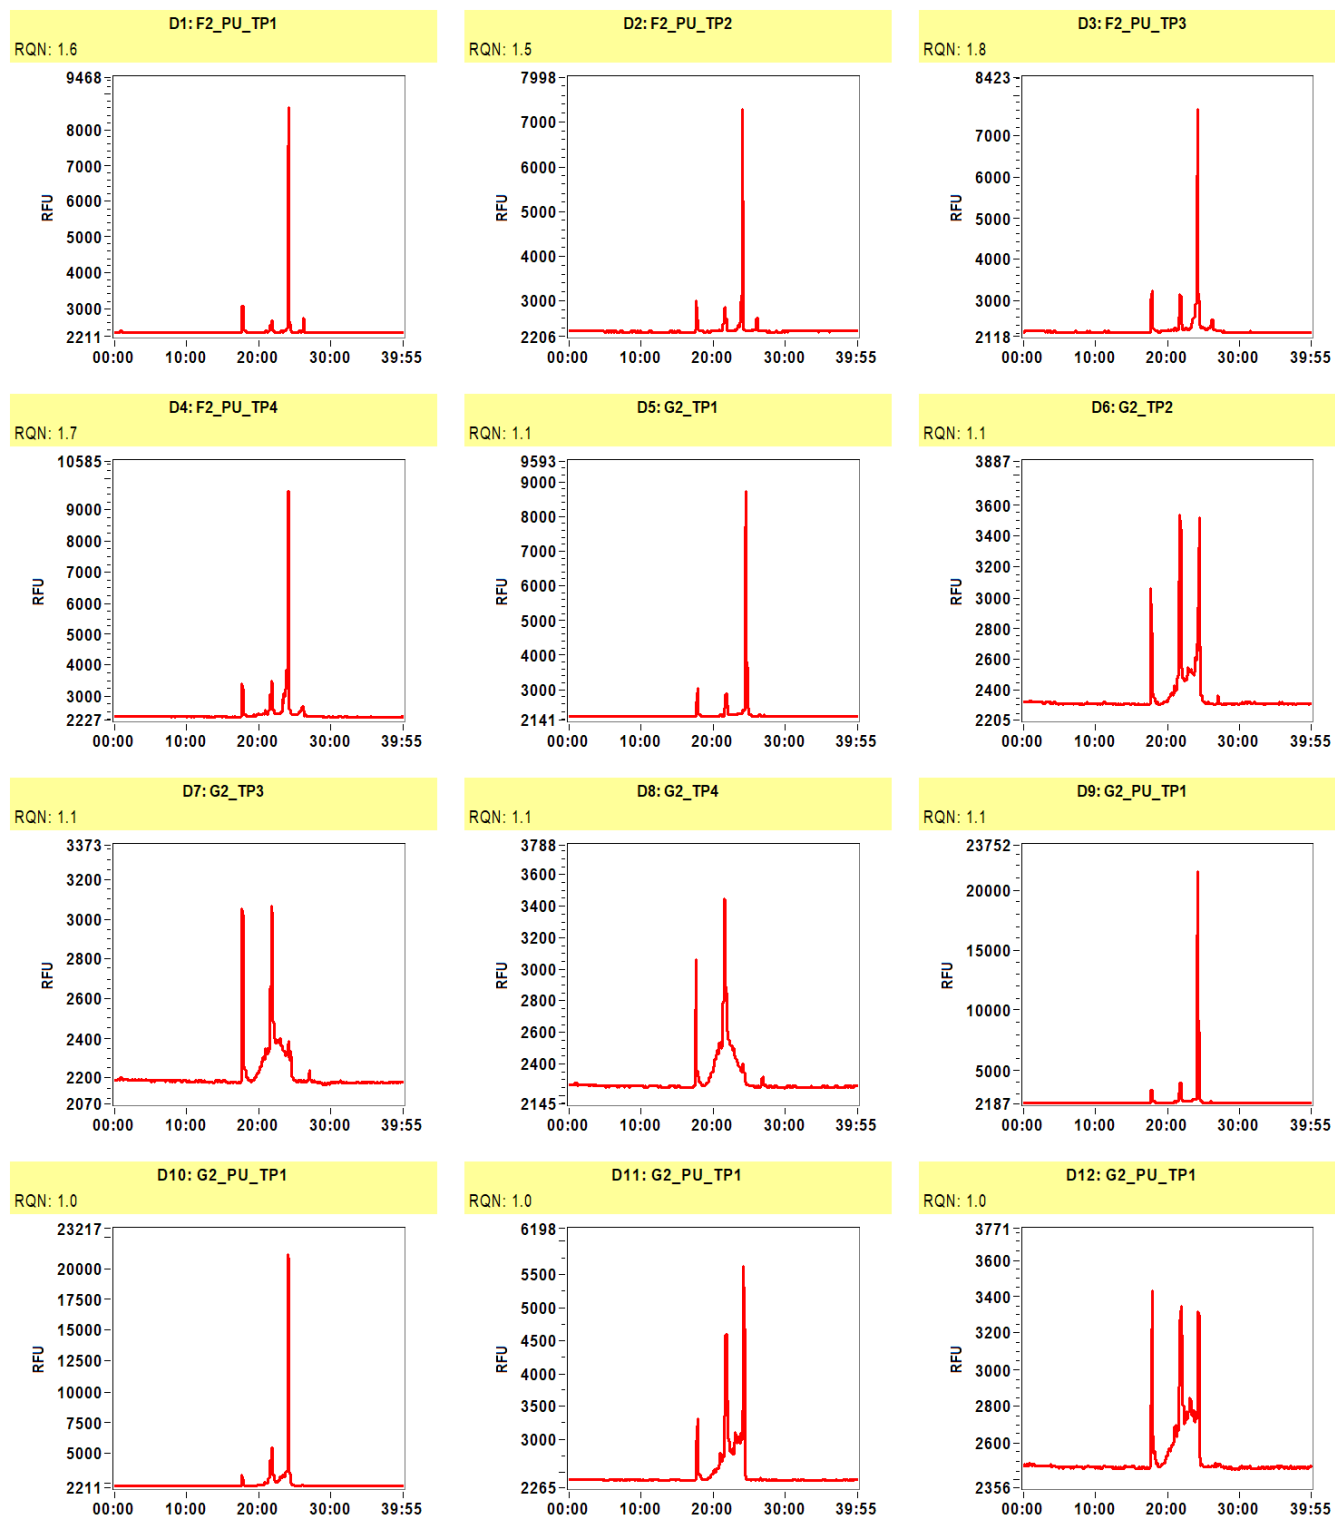 D1: F2_PU_TP1
RQN: 1.6
9468
8000
7000
6000
5000
4000
3000
2211
RFU
00:00 10:00 20:00 30:00 39:55
D2: F2_PU_TP2
RQN: 1.5
7998
7000
6000
5000
4000
3000
2206
RFU
00:00 10:00 20:00 30:00 39:55
D3: F2_PU_TP3
RQN: 1.8
8423
7000
6000
5000
4000
3000
2118
RFU
00:00 10:00 20:00 30:00 39:55
D4: F2_PU_TP4
RQN: 1.7
10585
9000
8000
7000
6000
5000
4000
3000
2227
RFU
00:00 10:00 20:00 30:00 39:55
D5: G2_TP1
RQN: 1.1
9593
9000
8000
7000
6000
5000
4000
3000
2141
RFU
00:00 10:00 20:00 30:00 39:55
D6: G2_TP2
RQN: 1.1
3887
3600
3400
3200
3000
2800
2600
2400
2205
RFU
00:00 10:00 20:00 30:00 39:55
D7: G2_TP3
RQN: 1.1
3373
3200
3000
2800
2600
2400
2200
2070
RFU
00:00 10:00 20:00 30:00 39:55
D8: G2_TP4
RQN: 1.1
3788
3600
3400
3200
3000
2800
2600
2400
2145
RFU
00:00 10:00 20:00 30:00 39:55
D9: G2_PU_TP1
RQN: 1.1
23752
20000
15000
10000
5000
2187
RFU
00:00 10:00 20:00 30:00 39:55
D10: G2_PU_TP1
RQN: 1.0
23217
20000
17500
15000
12500
10000
7500
5000
2211
RFU
00:00 10:00 20:00 30:00 39:55
D11: G2_PU_TP1
RQN: 1.0
6198
5500
5000
4500
4000
3500
3000
2265
RFU
00:00 10:00 20:00 30:00 39:55
D12: G2_PU_TP1
RQN: 1.0
3771
3600
3400
3200
3000
2800
2600
2356
RFU
00:00 10:00 20:00 30:00 39:55